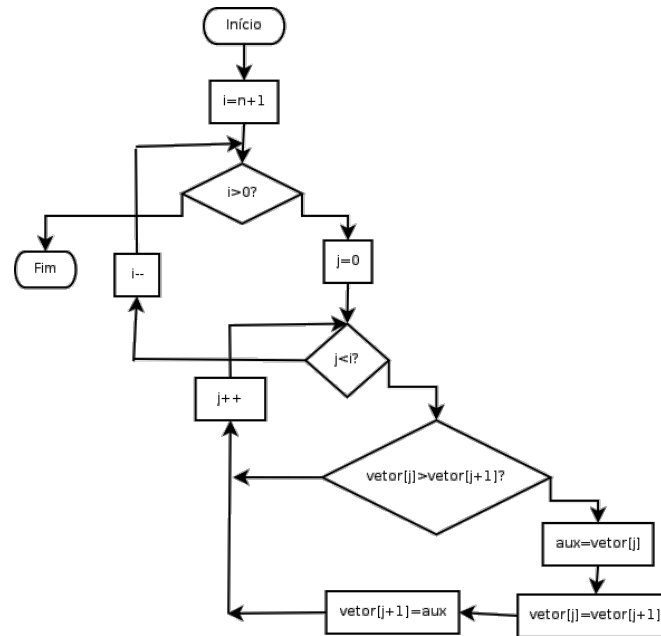 Início
i=n+1
i>0?
Fim
i--
j=0
j<i?
j++
vetor[j]>vetor[j+1]?
aux=vetor[j]
vetor[j]=vetor[j+1]
vetor[j+1]=aux